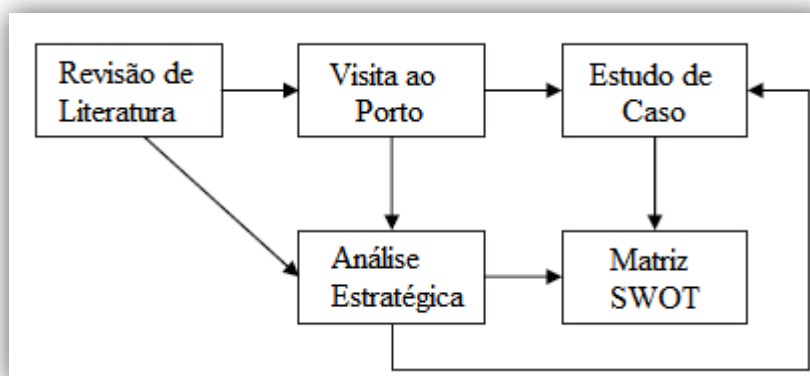 Revisão de
Literatura
Visita ao
Porto
Estudo de
Caso
Análise
Estratégica
Matriz
SWOT